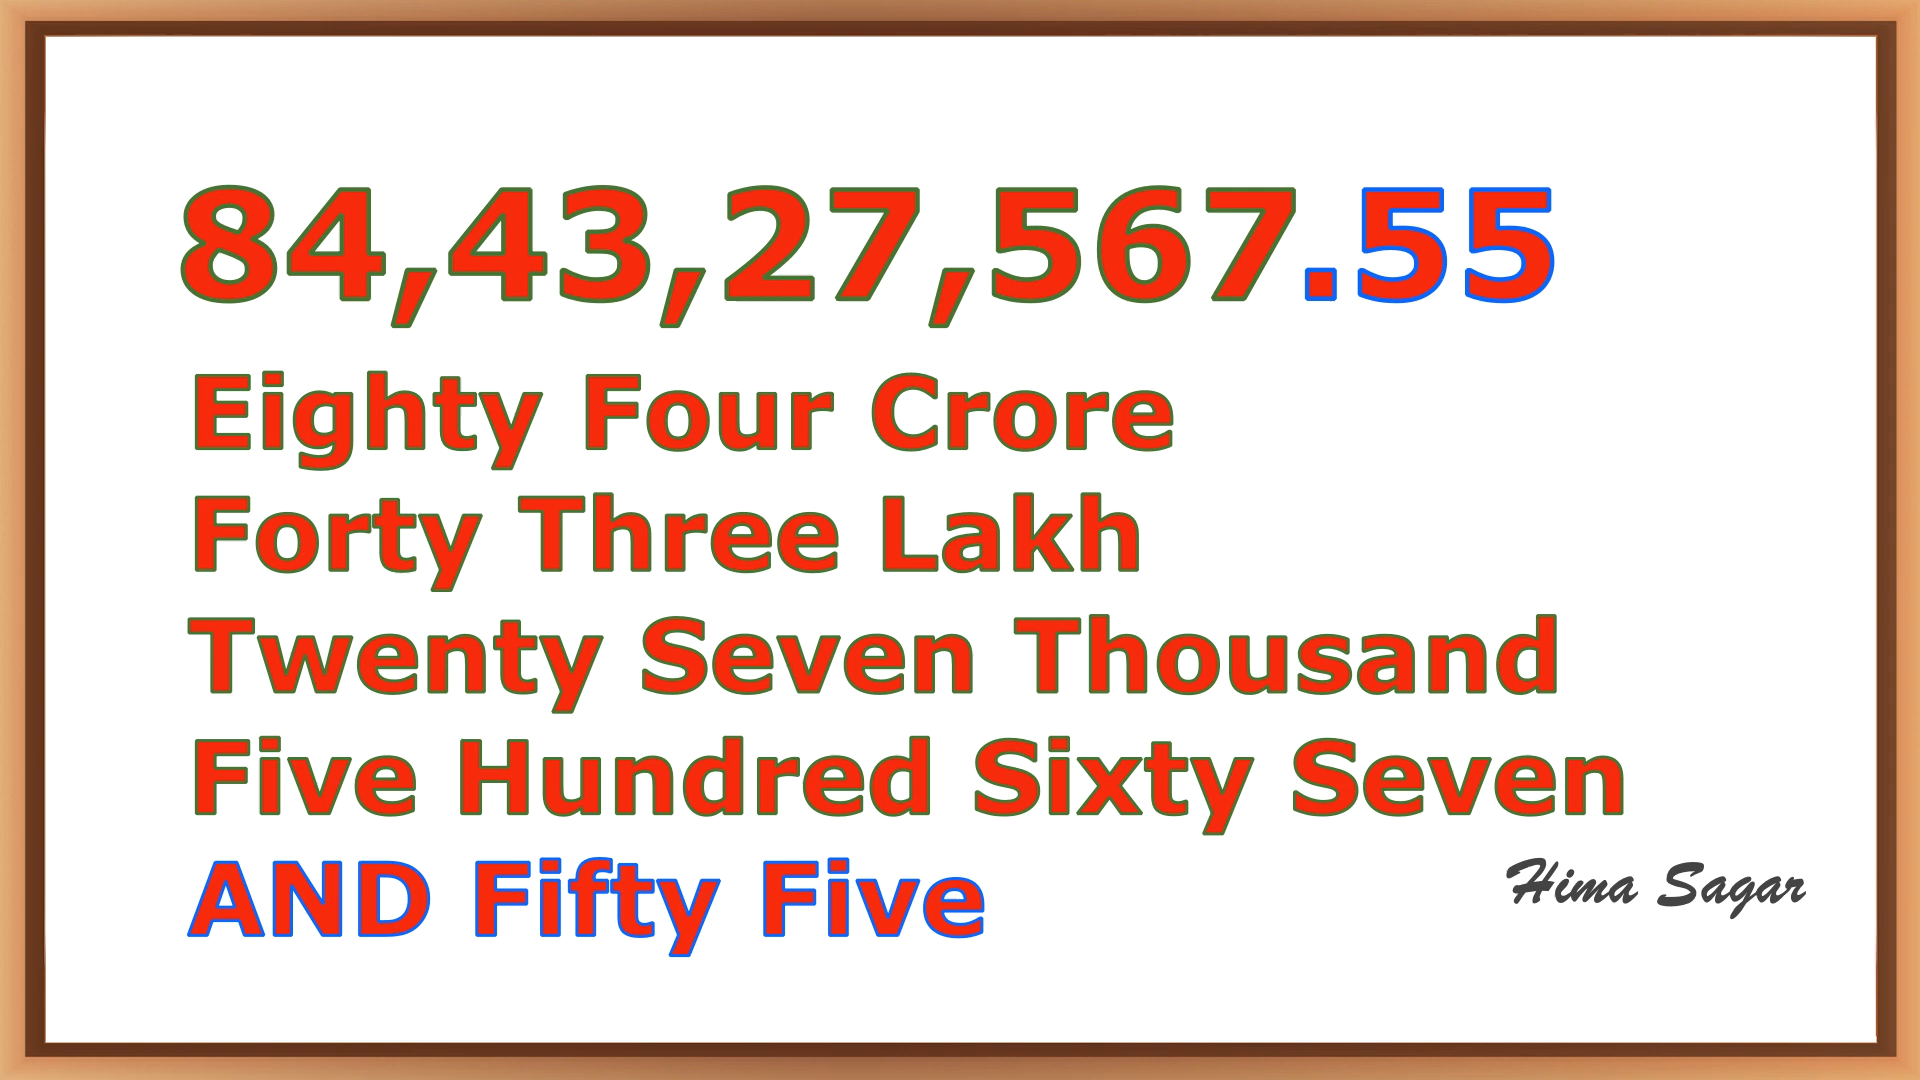 84,43,27,567.55
Eighty Four Crore
Forty Three Lakh
Twenty Seven Thousand
Five Hundred Sixty Seven
AND Fifty Five
Hima Sagar